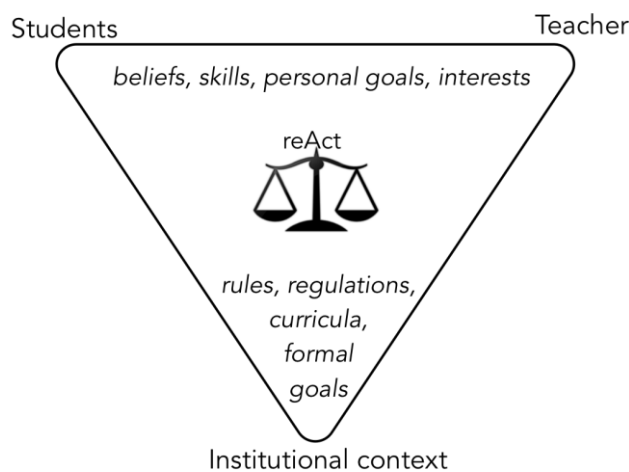 Students
Teacher
beliefs, skills, personal goals, interests
reAct
rules, regulations,
curricula,
formal
goals
Institutional context